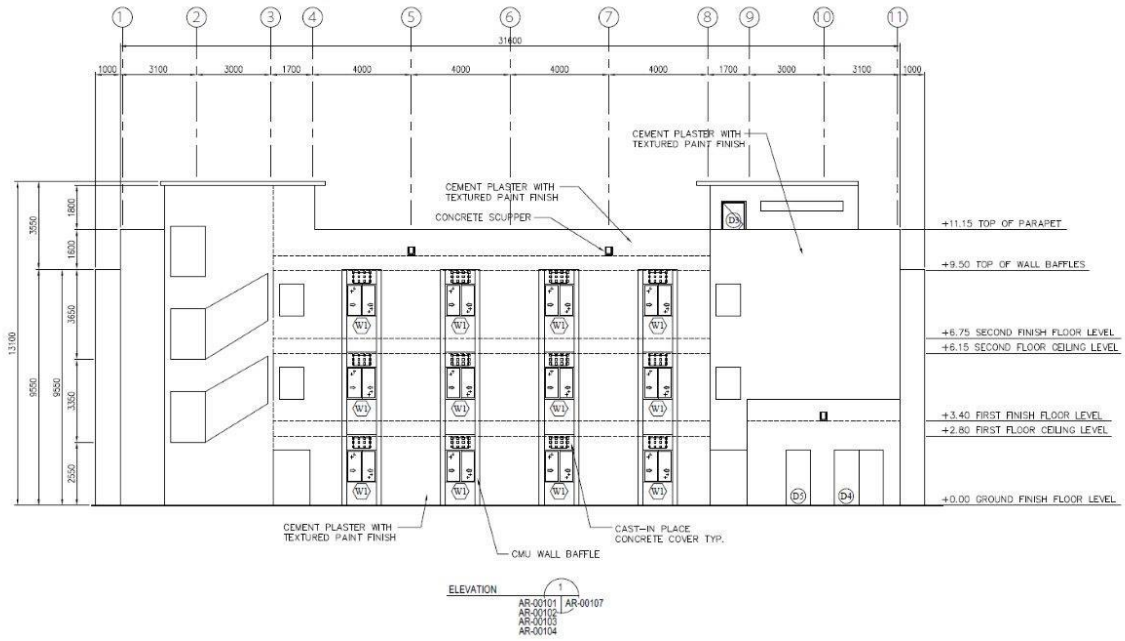 1 2 3 4 5 6 7 8 9 10 11
31600
1000 3100 3000 1700 4000 4000 4000 4000 1700 3000 3100 1000
CEMENT PLASTER WITH
TEXTURED PAINT FINISH
CEMENT PLASTER WITH
TEXTURED PAINT FINISH
CONCRETE SCUPPER
D3
13100
3550
1800
1600
9550
9550
3650
3350
2550
+11.15 TOP OF PARAPET
+9.50 TOP OF WALL BAFFLES
+6.75 SECOND FINISH FLOOR LEVEL
+6.15 SECOND FLOOR CEILING LEVEL
+3.40 FIRST FINISH FLOOR LEVEL
+2.80 FIRST FLOOR CEILING LEVEL
+0.00 GROUND FINISH FLOOR LEVEL
W1 W1 W1 W1
W1 W1 W1 W1
W1 W1 W1 W1
D5 D4
CEMENT PLASTER WITH
TEXTURED PAINT FINISH
CMU WALL BAFFLE
CAST-IN PLACE
CONCRETE COVER TYP.
ELEVATION 1
AR-00101 AR-00107
AR-00102
AR-00103
AR-00104